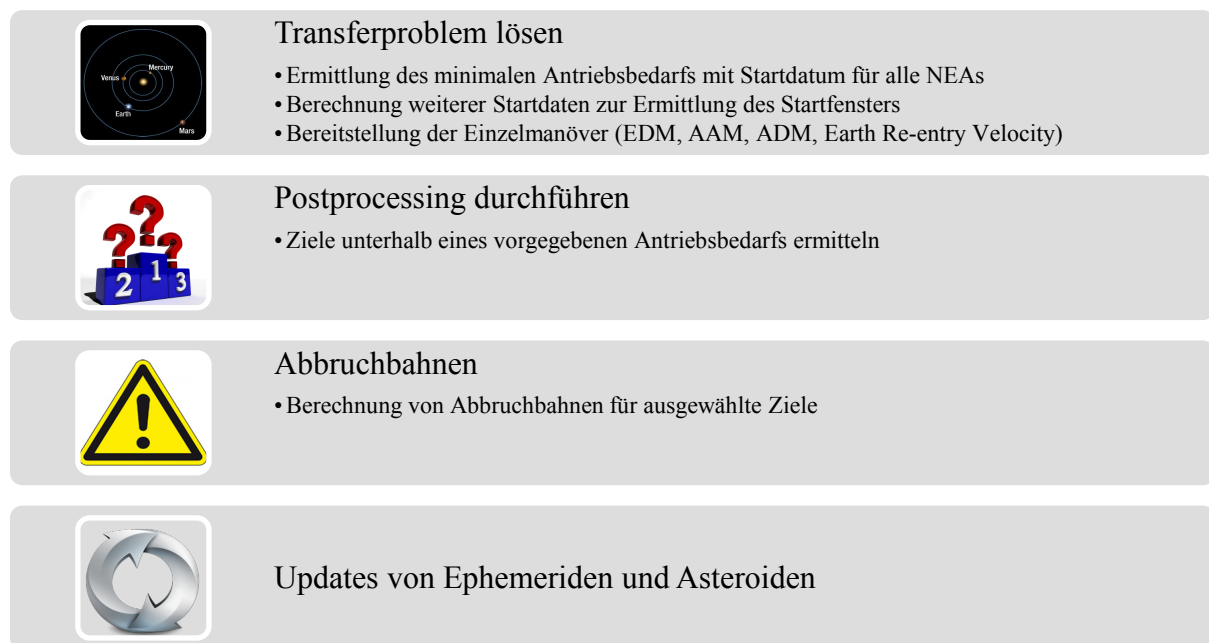 Transferproblem lösen
• Ermittlung des minimalen Antriebsbedarfs mit Startdatum für alle NEAs
• Berechnung weiterer Startdaten zur Ermittlung des Startfensters
• Bereitstellung der Einzelmanöver (EDM, AAM, ADM, Earth Re-entry Velocity)
Mercury
Venus
Earth
Mars
Postprocessing durchführen
• Ziele unterhalb eines vorgegebenen Antriebsbedarfs ermitteln
? ? ?
2 1 3
Abbruchbahnen
• Berechnung von Abbruchbahnen für ausgewählte Ziele
!
Updates von Ephemeriden und Asteroiden